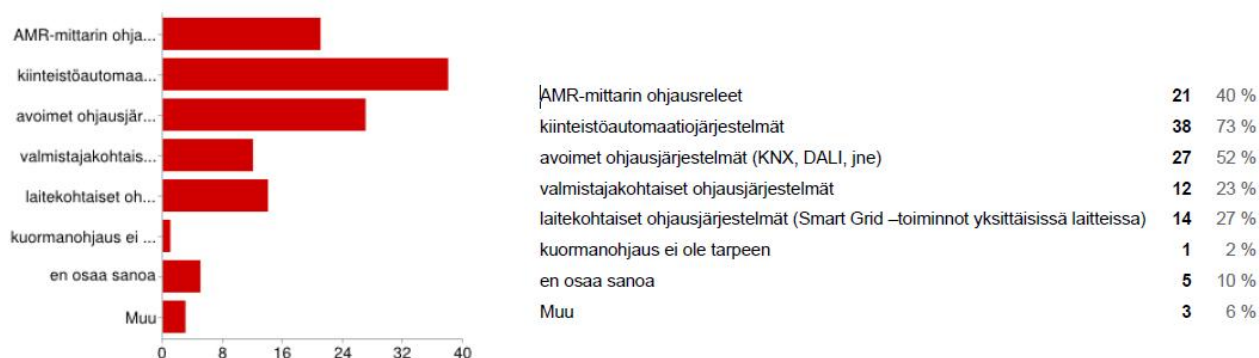 AMR-mittarin ohja...
kiinteistöautomaa...
avoimet ohjausjär...
valmistajakohtais...
laitekohtaiset oh...
kuormanohjaus ei ...
en osaa sanoa
Muu
0 8 16 24 32 40
AMR-mittarin ohjausreleet 21 40 %
kiinteistöautomaatiojärjestelmät 38 73 %
avoimet ohjausjärjestelmät (KNX, DALI, jne) 27 52 %
valmistajakohtaiset ohjausjärjestelmät 12 23 %
laitekohtaiset ohjausjärjestelmät (Smart Grid –toiminnot yksittäisissä laitteissa) 14 27 %
kuormanohjaus ei ole tarpeen 1 2 %
en osaa sanoa 5 10 %
Muu 3 6 %